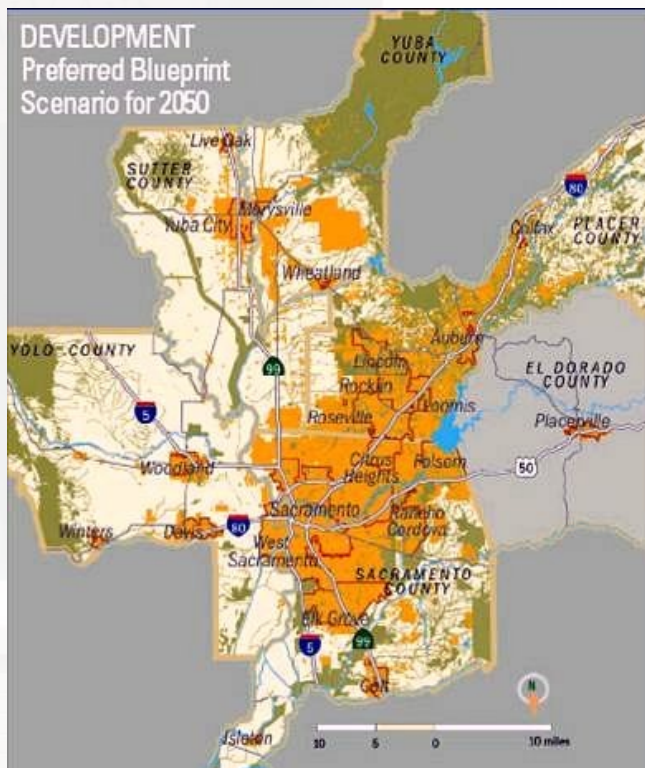 DEVELOPMENT
Preferred Blueprint
Scenario for 2050
YUBA
COUNTY
Live Oak
SUTTER
COUNTY
80
Marysville
Yuba City
Colfax
PLACER
COUNTY
Wheatland
Auburn
YOLO COUNTY
99
Lincoln
EL DORADO
COUNTY
Rocklin
Loomis
5
Roseville
Placerville
Woodland
Citrus
Heights
Folsom
50
Sacramento
Rancho
Cordova
Winters
Davis
80
West
Sacramento
SACRAMENTO
COUNTY
Elk Grove
5
99
Galt
N
Isleton
10 5 0 10 miles